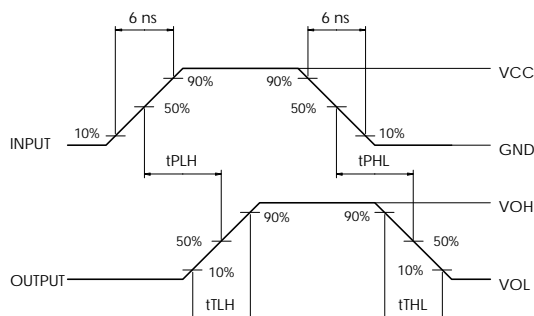 6 ns 6 ns
90% 90% VCC
50% 50%
10% 10%
INPUT GND
tPLH tPHL
90% 90% VOH
50% 50%
10% 10%
OUTPUT VOL
tTLH tTHL